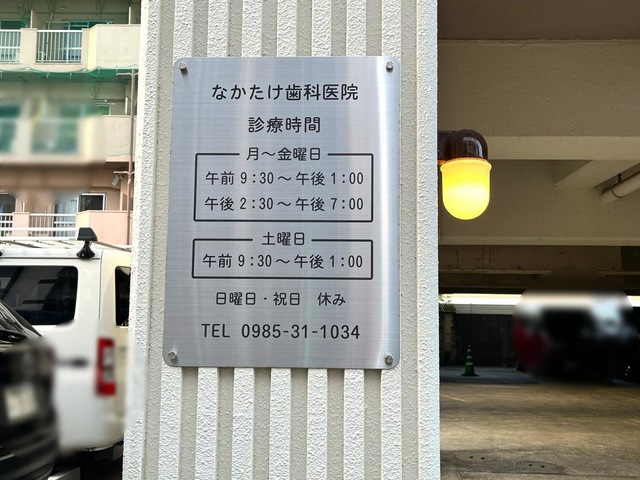 なかたけ歯科医院
診療時間
月～金曜日
午前 9:30～午後 1:00
午後 2:30～午後 7:00
土曜日
午前 9:30～午後 1:00
日曜日・祝日 休み
TEL 0985-31-1034